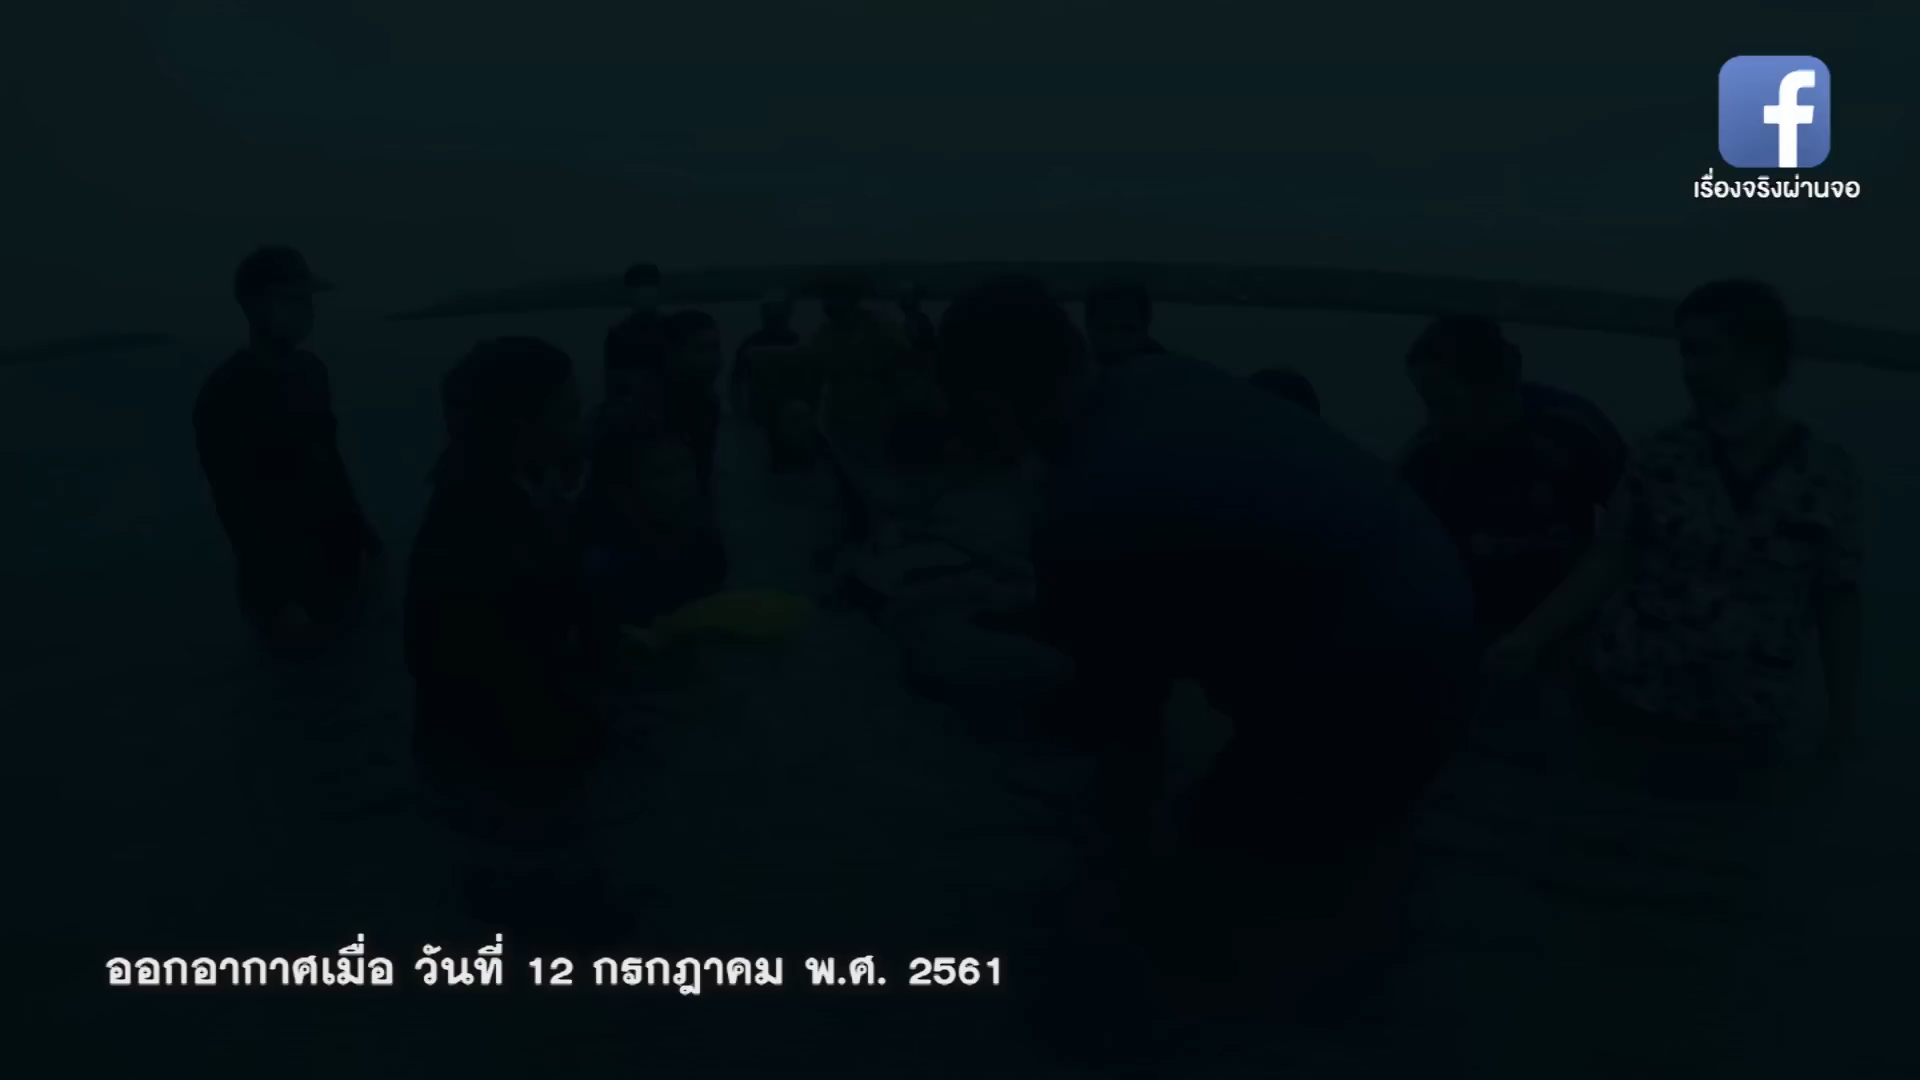 เรื่องจริงผ่านจอ
ออกอากาศเมื่อ วันที่ 12 กรกฎาคม พ.ศ. 2561